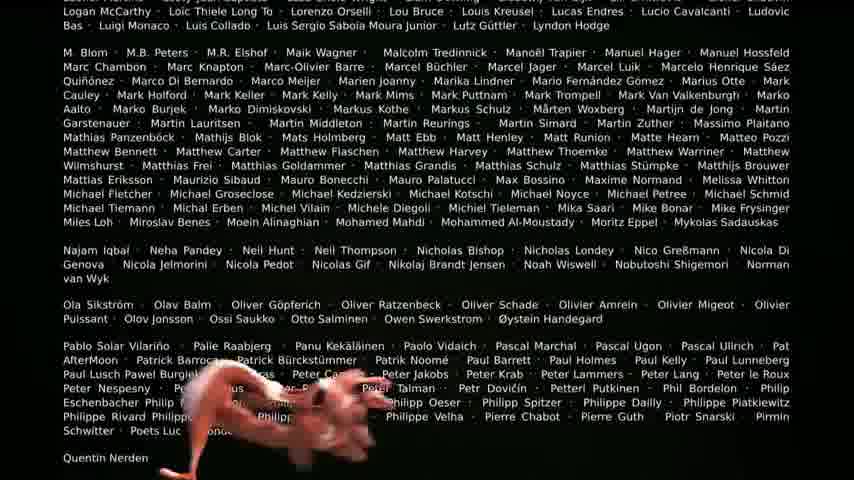 Logan McCarthy · Loïc Thiele Long To · Lorenzo Orselli · Lou Bruce · Louis Kreusel · Lucas Endres · Lucio Cavalcanti · Ludovic
Bas · Luigi Monaco · Luis Collado · Luis Sergio Saboia Moura Junior · Lutz Güttler · Lyndon Hodge
M. Blom · M.B. Peters · M.R. Elshof · Maik Wagner · Malcolm Tredinnick · Manoël Trapier · Manuel Hager · Manuel Hossfeld
Marc Chambon · Marc Knapton · Marc-Olivier Barre · Marcel Büchler · Marcel Jager · Marcel Luik · Marcelo Henrique Sáez
Quiñónez · Marco Di Bernardo · Marco Meijer · Marien Joanny · Marika Lindner · Mario Fernández Gómez · Marius Otte · Mark
Cauley · Mark Holford · Mark Keller · Mark Kelly · Mark Mims · Mark Puttnam · Mark Trompell · Mark Van Valkenburgh · Marko
Aalto · Marko Burjek · Marko Dimiskovski · Markus Kothe · Markus Schulz · Mårten Woxberg · Martijn de Jong · Martin
Garstenauer · Martin Lauritsen · Martin Middleton · Martin Reurings · Martin Simard · Martin Zuther · Massimo Plaitano
Mathias Panzenböck · Mathijs Blok · Mats Holmberg · Matt Ebb · Matt Henley · Matt Runion · Matte Hearn · Matteo Pozzi
Matthew Bennett · Matthew Carter · Matthew Fiaschen · Matthew Harvey · Matthew Thoemke · Matthew Warriner · Matthew
Wilmshurst · Matthias Frei · Matthias Goldammer · Matthias Grandis · Matthias Schulz · Matthias Stümpke · Matthijs Brouwer
Mattias Eriksson · Maurizio Sibaud · Mauro Bonecchi · Mauro Palatucci · Max Bossino · Maxime Normand · Melissa Whitton
Michael Fletcher · Michael Groseclose · Michael Kedzierski · Michael Kotschi · Michael Noyce · Michael Petree · Michael Schmid
Michael Tiemann · Michal Erben · Michel Vilain · Michele Diegoli · Michiel Tieleman · Mika Saari · Mike Bonar · Mike Frysinger
Miles Loh · Miroslav Benes · Moein Alinaghian · Mohamed Mahdi · Mohammed Al-Moustady · Moritz Eppel · Mykolas Sadauskas
Najam Iqbal · Neha Pandey · Neil Hunt · Neil Thompson · Nicholas Bishop · Nicholas Londey · Nico Greßmann · Nicola Di
Genova · Nicola Jelmorini · Nicola Pedot · Nicolas Gif · Nikolaj Brandt Jensen · Noah Wiswell · Nobutoshi Shigemori · Norman
van Wyk
Ola Sikström · Olav Balm · Oliver Göpferich · Oliver Ratzenbeck · Oliver Schade · Olivier Amrein · Olivier Migeot · Olivier
Puissant · Olov Jonsson · Ossi Saukko · Otto Salminen · Owen Swerkstrom · Øystein Handegard
Pablo Solar Vilariño · Palle Raabjerg · Panu Kekäläinen · Paolo Vidaich · Pascal Marchal · Pascal Ugon · Pascal Ullrich · Pat
AfterMoon · Patrick Barroca · Patrick Bürckstümmer · Patrik Noomé · Paul Barrett · Paul Holmes · Paul Kelly · Paul Lunneberg
Paul Lusch Pawel Peter Peter Jakobs · Peter Krab · Peter Lammers · Peter Lang · Peter le Roux
Peter Nespesny · Peter Talman · Petr Dovičín · Petteri Putkinen · Phil Bordelon · Philip
Eschenbacher Philip Oeser · Philipp Spitzer · Philippe Dailly · Philippe Piatkiewitz
Philippe Rivard Philippe Philippe Velha · Pierre Chabot · Pierre Guth · Piotr Snarski · Pirmin
Schwitter · Poets
Quentin Nerden